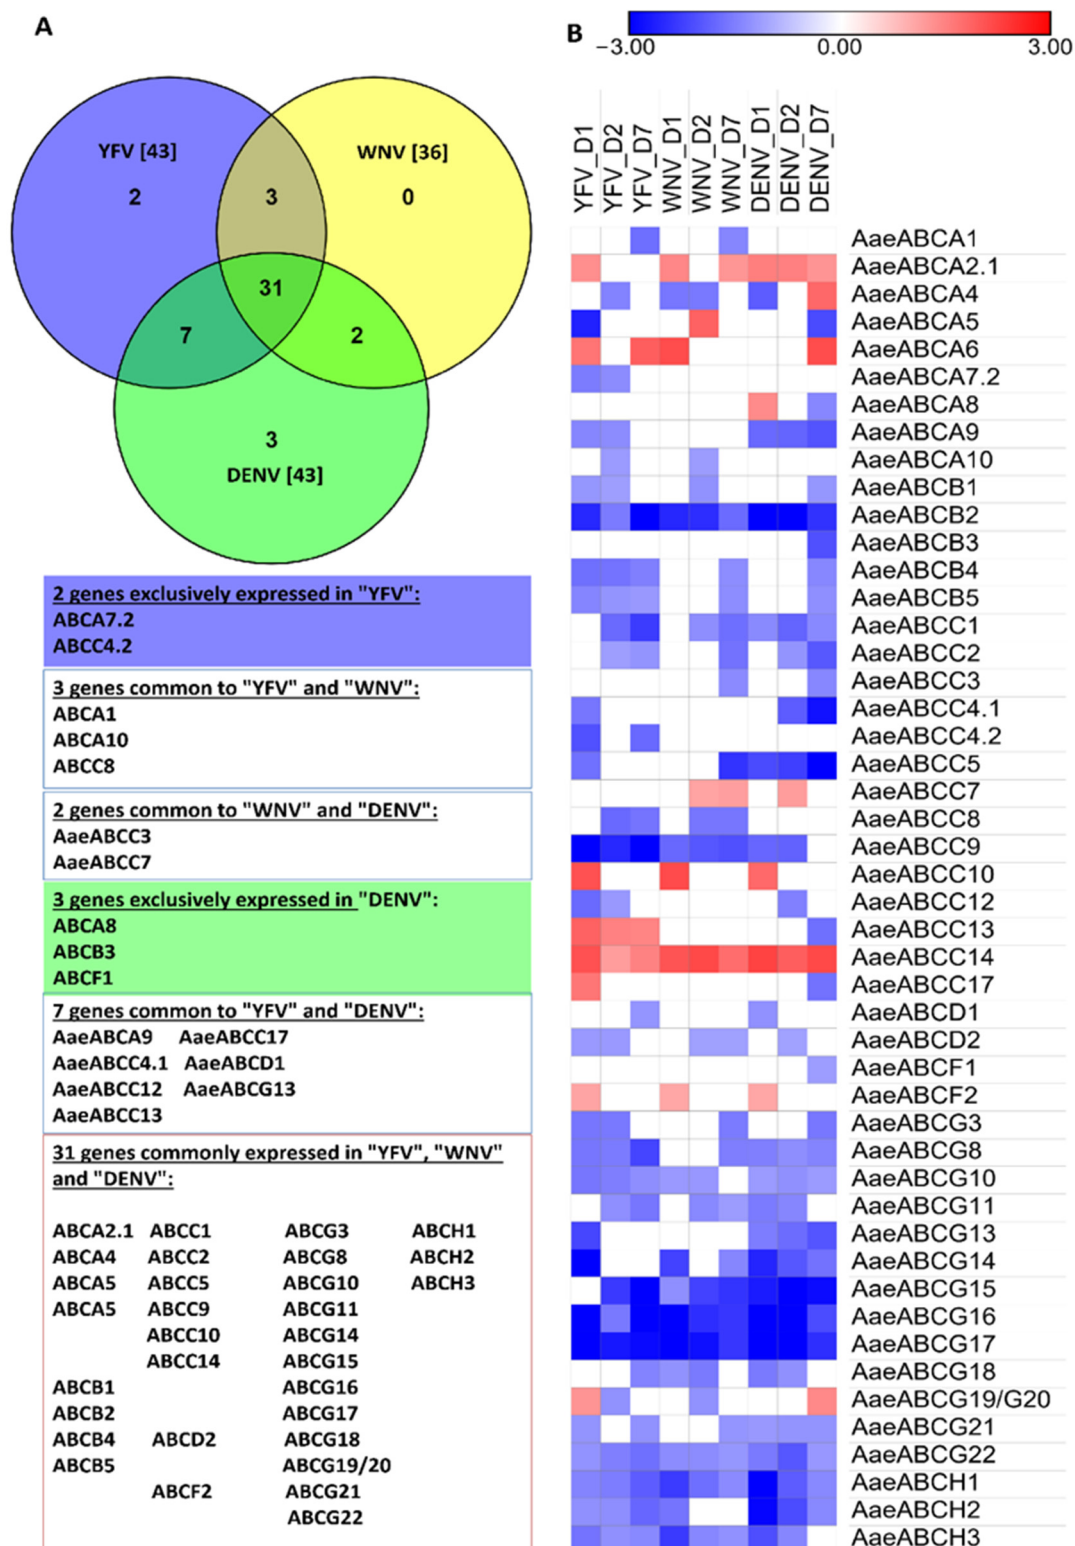 A
YFV [43]
2
3
WNV [36]
0
31
7
2
3
DENV [43]
2 genes exclusively expressed in "YFV":
ABCA7.2
ABCC4.2
3 genes common to "YFV" and "WNV":
ABCA1
ABCA10
ABCC8
2 genes common to "WNV" and "DENV":
AaeABCC3
AaeABCC7
3 genes exclusively expressed in "DENV":
ABCA8
ABCB3
ABCF1
7 genes common to "YFV" and "DENV":
AaeABCA9 AaeABCC17
AaeABCC4.1 AaeABCD1
AaeABCC12 AaeABCG13
AaeABCC13
31 genes commonly expressed in "YFV", "WNV"
and "DENV":
ABCA2.1 ABCC1 ABCG3 ABCH1
ABCA4 ABCC2 ABCG8 ABCH2
ABCA5 ABCC5 ABCG10 ABCH3
ABCA5 ABCC9 ABCG11
ABCC10 ABCG14
ABCC14 ABCG15
ABCB1 ABCG16
ABCB2 ABCG17
ABCB4 ABCD2 ABCG18
ABCB5 ABCG19/20
ABCF2 ABCG21
ABCG22
B
−3.00 0.00 3.00
YFV_D1
YFV_D2
YFV_D7
WNV_D1
WNV_D2
WNV_D7
DENV_D1
DENV_D2
DENV_D7
AaeABCA1
AaeABCA2.1
AaeABCA4
AaeABCA5
AaeABCA6
AaeABCA7.2
AaeABCA8
AaeABCA9
AaeABCA10
AaeABCB1
AaeABCB2
AaeABCB3
AaeABCB4
AaeABCB5
AaeABCC1
AaeABCC2
AaeABCC3
AaeABCC4.1
AaeABCC4.2
AaeABCC5
AaeABCC7
AaeABCC8
AaeABCC9
AaeABCC10
AaeABCC12
AaeABCC13
AaeABCC14
AaeABCC17
AaeABCD1
AaeABCD2
AaeABCF1
AaeABCF2
AaeABCG3
AaeABCG8
AaeABCG10
AaeABCG11
AaeABCG13
AaeABCG14
AaeABCG15
AaeABCG16
AaeABCG17
AaeABCG18
AaeABCG19/G20
AaeABCG21
AaeABCG22
AaeABCH1
AaeABCH2
AaeABCH3